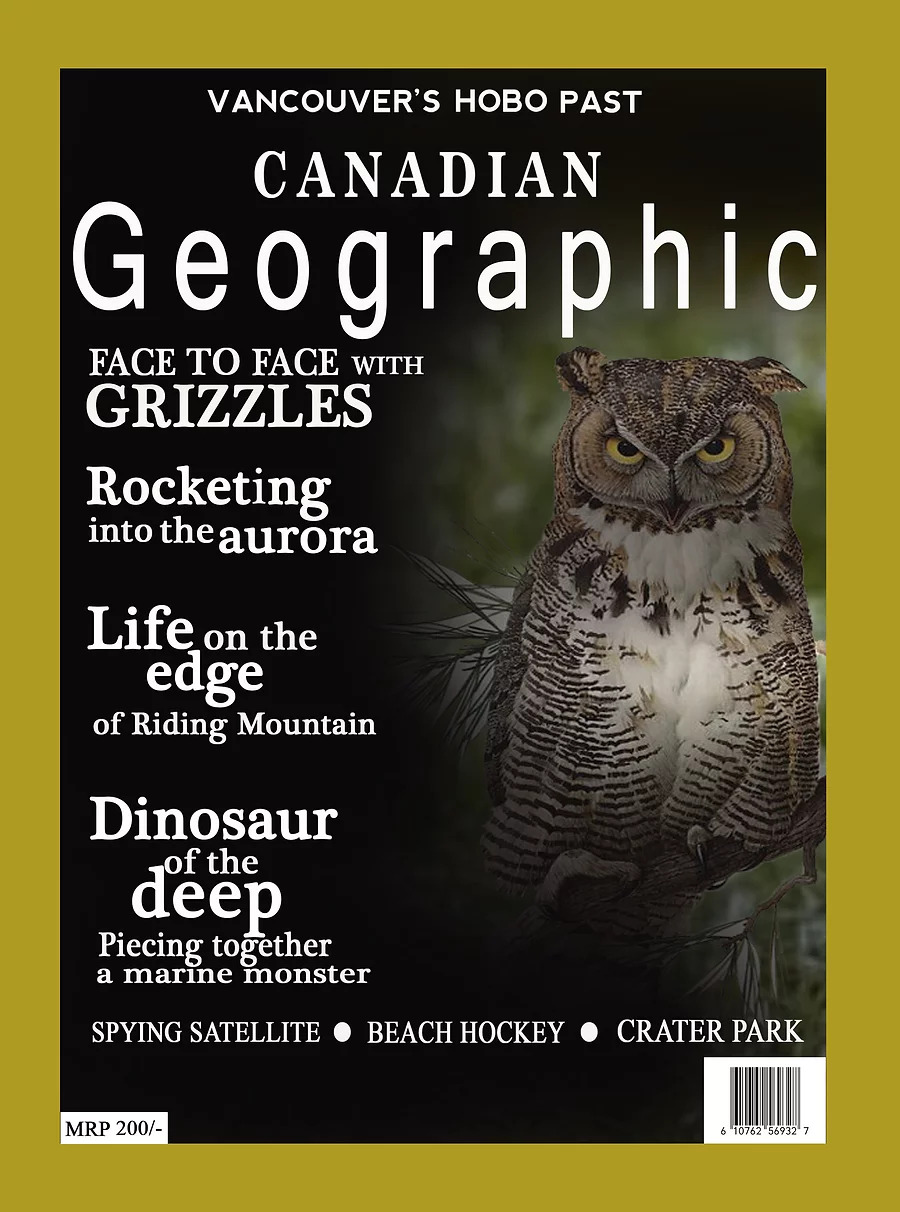 VANCOUVER'S HOBO PAST
CANADIAN
Geographic
FACE TO FACE WITH
GRIZZLES
Rocketing
into the aurora
Life on the
edge
of Riding Mountain
Dinosaur
of the
deep
Piecing together
a marine monster
SPYING SATELLITE ● BEACH HOCKEY ● CRATER PARK
MRP 200/-
6 10762 56932 7